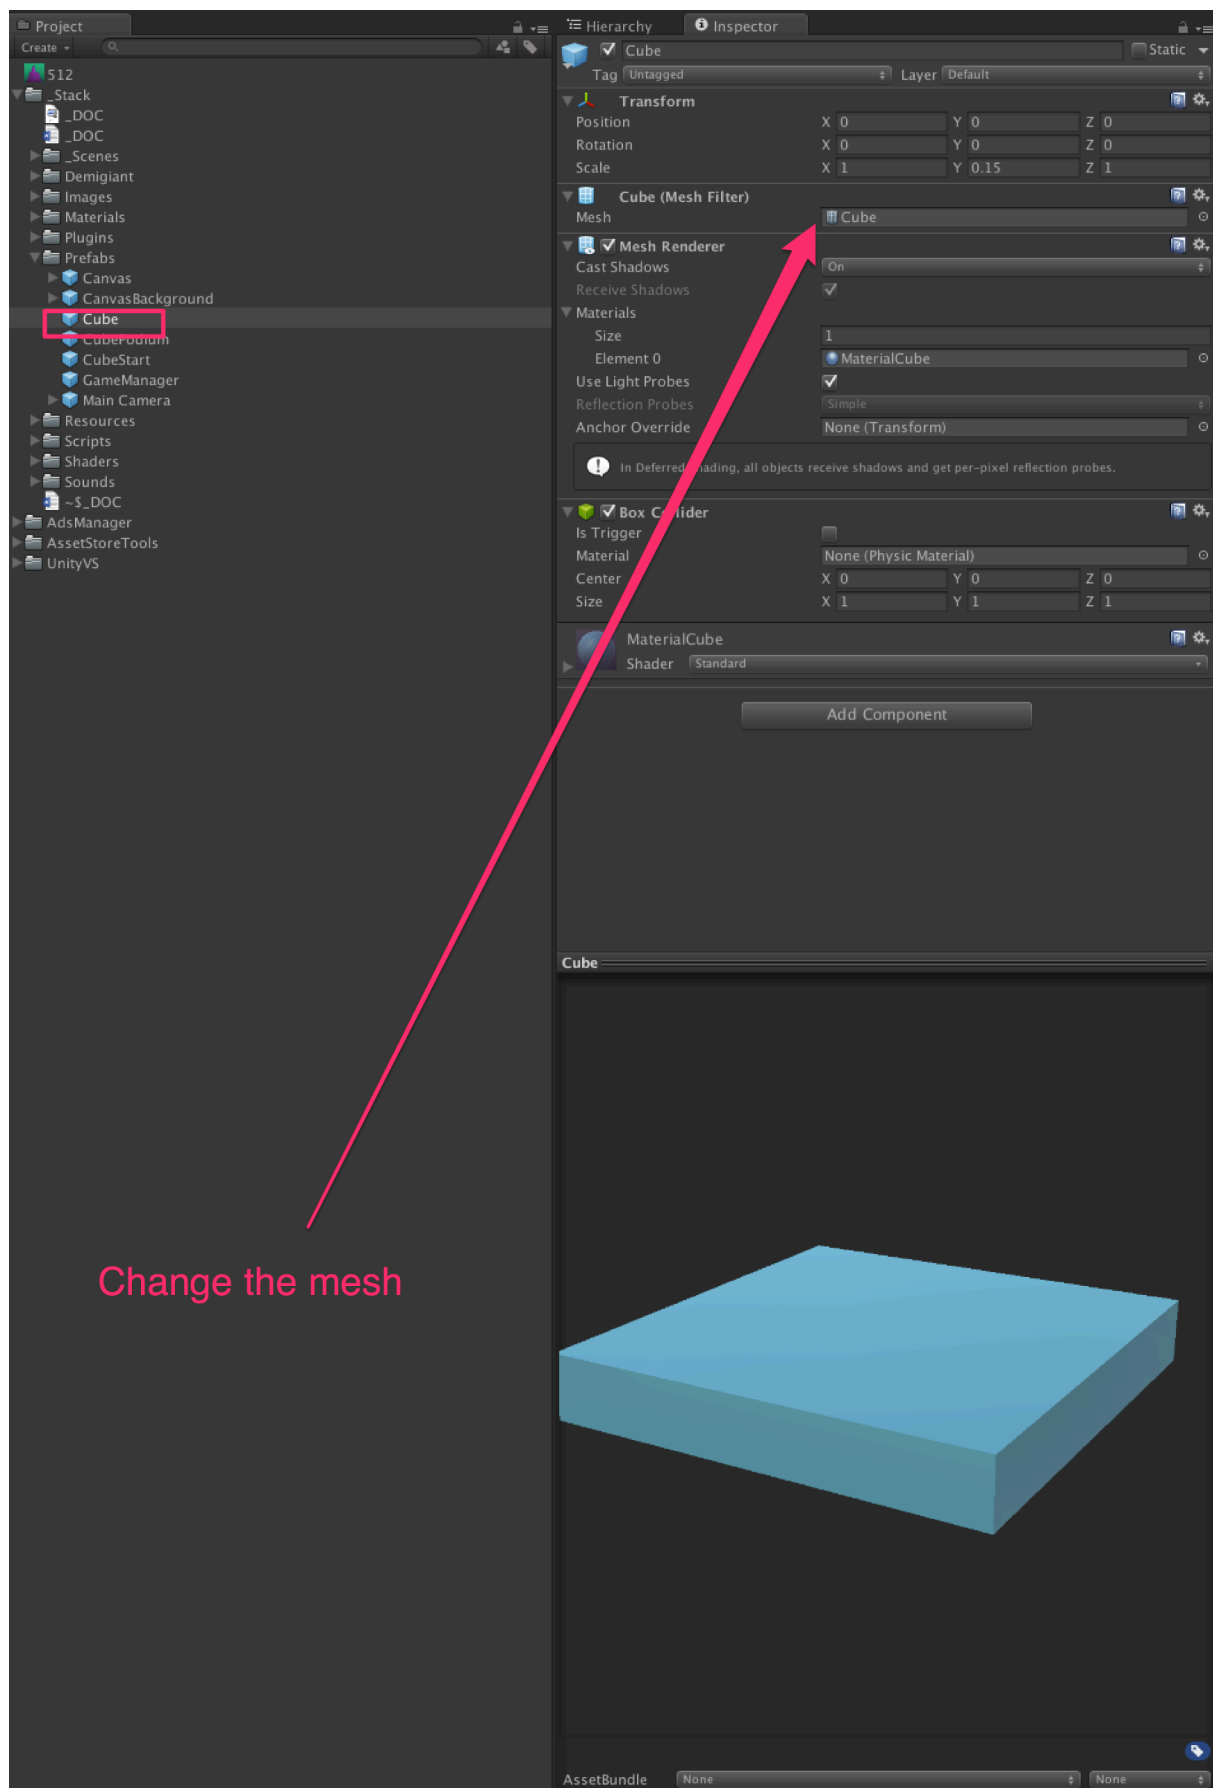 Project
Create
512
_Stack
_DOC
_DOC
_Scenes
Demigiant
Images
Materials
Plugins
Prefabs
Canvas
CanvasBackground
Cube
CubePodium
CubeStart
GameManager
Main Camera
Resources
Scripts
Shaders
Sounds
~$_DOC
AdsManager
AssetStoreTools
UnityVS
Change the mesh
Hierarchy Inspector
Cube Static
Tag Untagged Layer Default
Transform
Position X 0 Y 0 Z 0
Rotation X 0 Y 0 Z 0
Scale X 1 Y 0.15 Z 1
Cube (Mesh Filter)
Mesh Cube
Mesh Renderer
Cast Shadows On
Receive Shadows
Materials
Size 1
Element 0 MaterialCube
Use Light Probes
Reflection Probes Simple
Anchor Override None (Transform)
In Deferred Shading, all objects receive shadows and get per-pixel reflection probes.
Box Collider
Is Trigger
Material None (Physic Material)
Center X 0 Y 0 Z 0
Size X 1 Y 1 Z 1
MaterialCube
Shader Standard
Add Component
Cube
AssetBundle None None